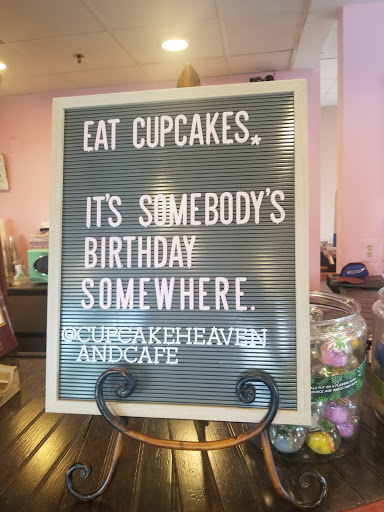 EAT CUPCAKES.
IT'S SOMEBODY'S
BIRTHDAY
SOMEWHERE.
@CUPCAKEHEAVEN
ANDCAFE